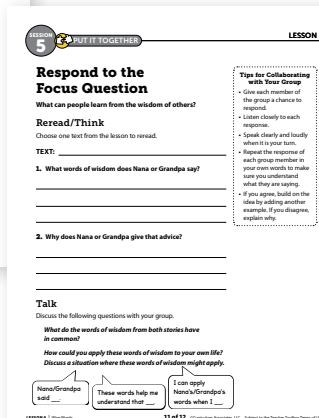 SESSION
5
PUT IT TOGETHER
LESSON
Respond to the
Focus Question
What can people learn from the wisdom of others?
Reread/Think
Choose one text from the lesson to reread.
TEXT:
1. What words of wisdom does Nana or Grandpa say?
2. Why does Nana or Grandpa give that advice?
Talk
Discuss the following questions with your group.
What do the words of wisdom from both stories have
in common?
How could you apply these words of wisdom to your own life?
Discuss a situation where these words of wisdom might apply.
Nana/Grandpa
said __.
These words help me
understand that __.
I can apply
Nana's/Grandpa's
words when I __.
Tips for Collaborating
with Your Group
• Give each member of
the group a chance to
respond.
• Listen closely to each
response.
• Speak clearly and loudly
when it is your turn.
• Repeat the response of
each group member in
your own words to make
sure you understand
what they are saying.
• If you agree, build on the
idea by adding another
example. If you disagree,
explain why.
11 of 12